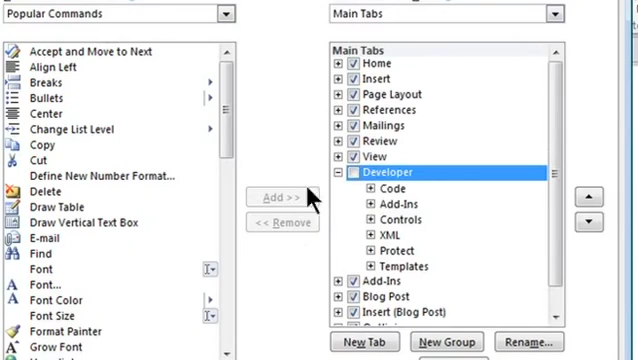 Popular Commands
Main Tabs
Accept and Move to Next
Align Left
Breaks
Bullets
Center
Change List Level
Copy
Cut
Define New Number Format...
Delete
Draw Table
Draw Vertical Text Box
E-mail
Find
Font
Font...
Font Color
Font Size
Format Painter
Grow Font
Add >>
<< Remove
Main Tabs
Home
Insert
Page Layout
References
Mailings
Review
View
Developer
Code
Add-Ins
Controls
XML
Protect
Templates
Add-Ins
Blog Post
Insert (Blog Post)
New Tab
New Group
Rename...